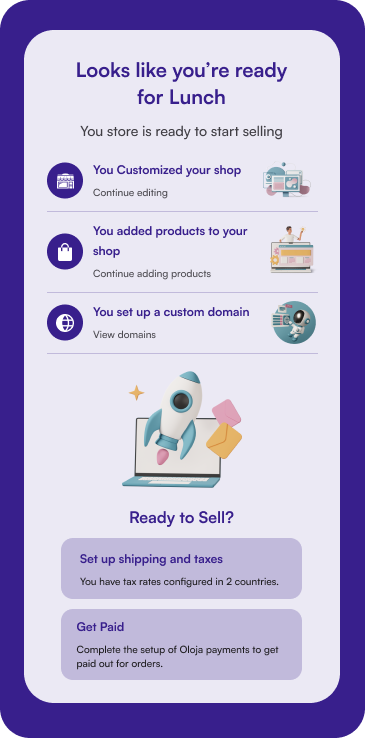 Looks like you’re ready
for Lunch
You store is ready to start selling
You Customized your shop
Continue editing
You added products to your
shop
Continue adding products
You set up a custom domain
View domains
Ready to Sell?
Set up shipping and taxes
You have tax rates configured in 2 countries.
Get Paid
Complete the setup of Oloja payments to get
paid out for orders.